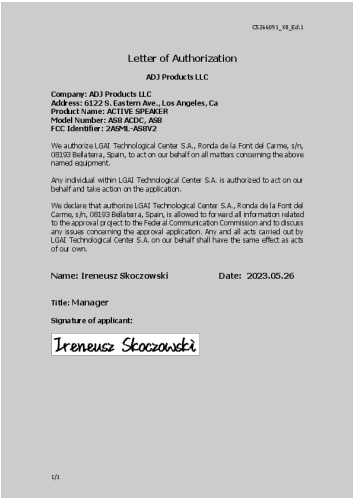 CS266091_XB_Ed.1
Letter of Authorization
ADJ Products LLC
Company: ADJ Products LLC
Address: 6122 S. Eastern Ave., Los Angeles, Ca
Product Name: ACTIVE SPEAKER
Model Number: AS8 ACDC, AS8
FCC Identifier: 2ASML-AS8V2
We authorize LGAI Technological Center S.A., Ronda de la Font del Carme, s/n,
08193 Bellaterra, Spain, to act on our behalf on all matters concerning the above
named equipment.
Any individual within LGAI Technological Center S.A. is authorized to act on our
behalf and take action on the application.
We declare that authorize LGAI Technological Center S.A., Ronda de la Font del
Carme, s/n, 08193 Bellaterra, Spain, is allowed to forward all information related
to the approval project to the Federal Communication Commission and to discuss
any issues concerning the approval application. Any and all acts carried out by
LGAI Technological Center S.A. on our behalf shall have the same effect as acts
of our own.
Name: Ireneusz Skoczowski Date: 2023.05.26
Title: Manager
Signature of applicant:
Ireneusz Skoczowski
1/1